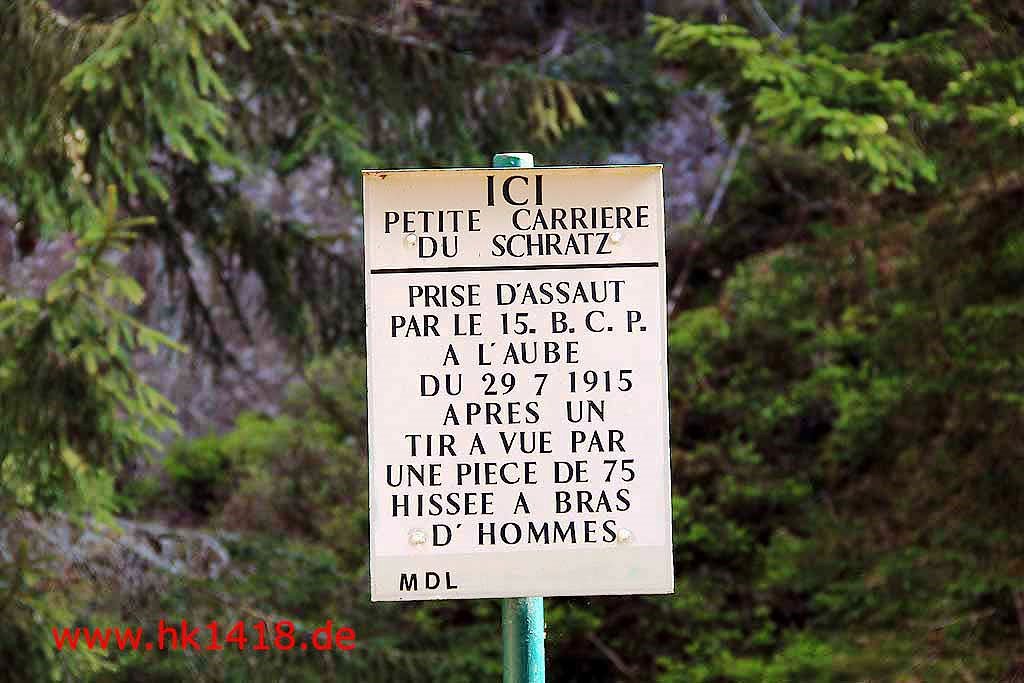 ICI
PETITE CARRIERE
DU SCHRATZ
PRISE D'ASSAUT
PAR LE 15. B. C. P.
A L'AUBE
DU 29 7 1915
APRES UN
TIR A VUE PAR
UNE PIECE DE 75
HISSEE A BRAS
D' HOMMES
MDL
www.hk1418.de